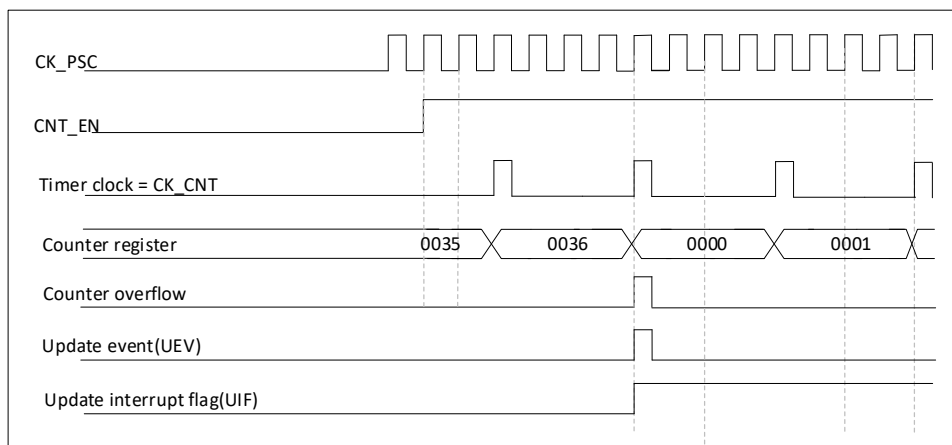 CK_PSC
CNT_EN
Timer clock = CK_CNT
Counter register 0035 0036 0000 0001
Counter overflow
Update event(UEV)
Update interrupt flag(UIF)